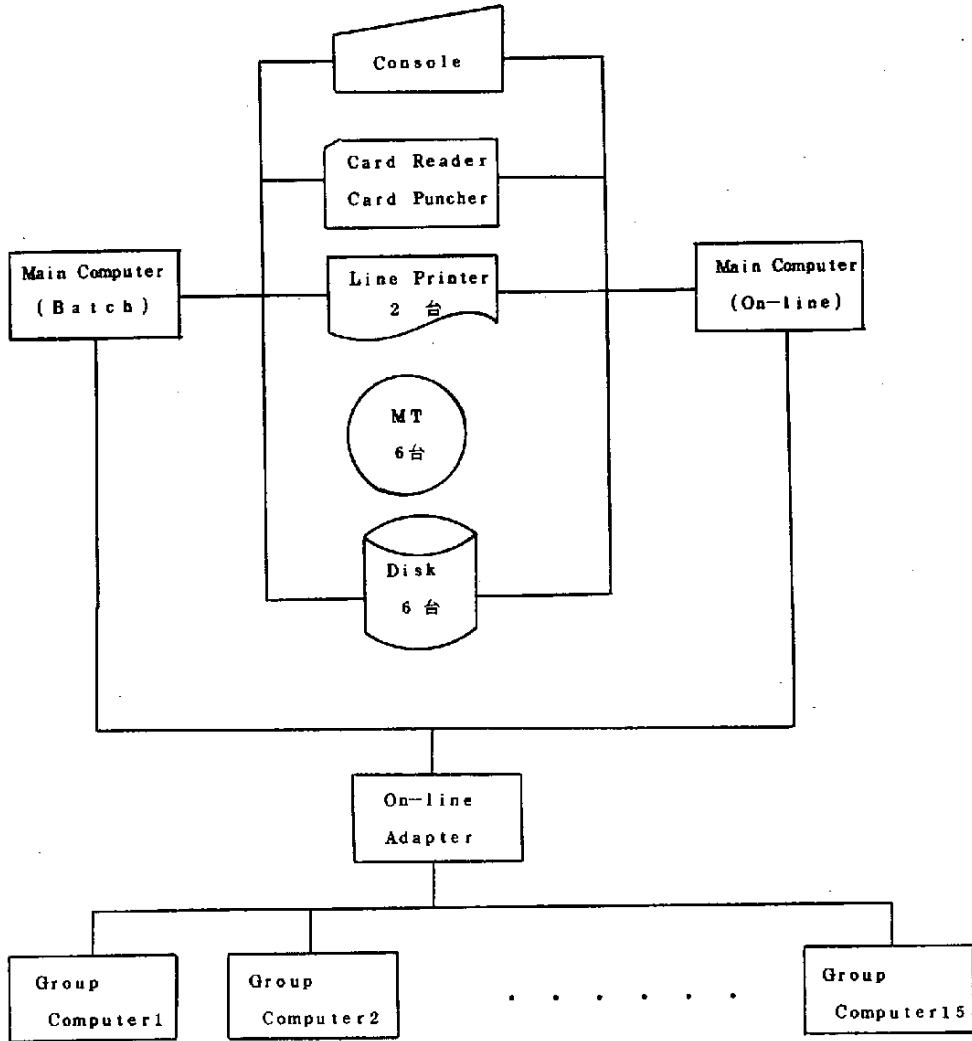 Console
Card Reader
Card Puncher
Main Computer
(Batch)
Line Printer
2 台
Main Computer
(On-line)
MT
6台
Disk
6 台
On-line
Adapter
Group
Computer1
Group
Computer2
. . . . . .
Group
Computer15